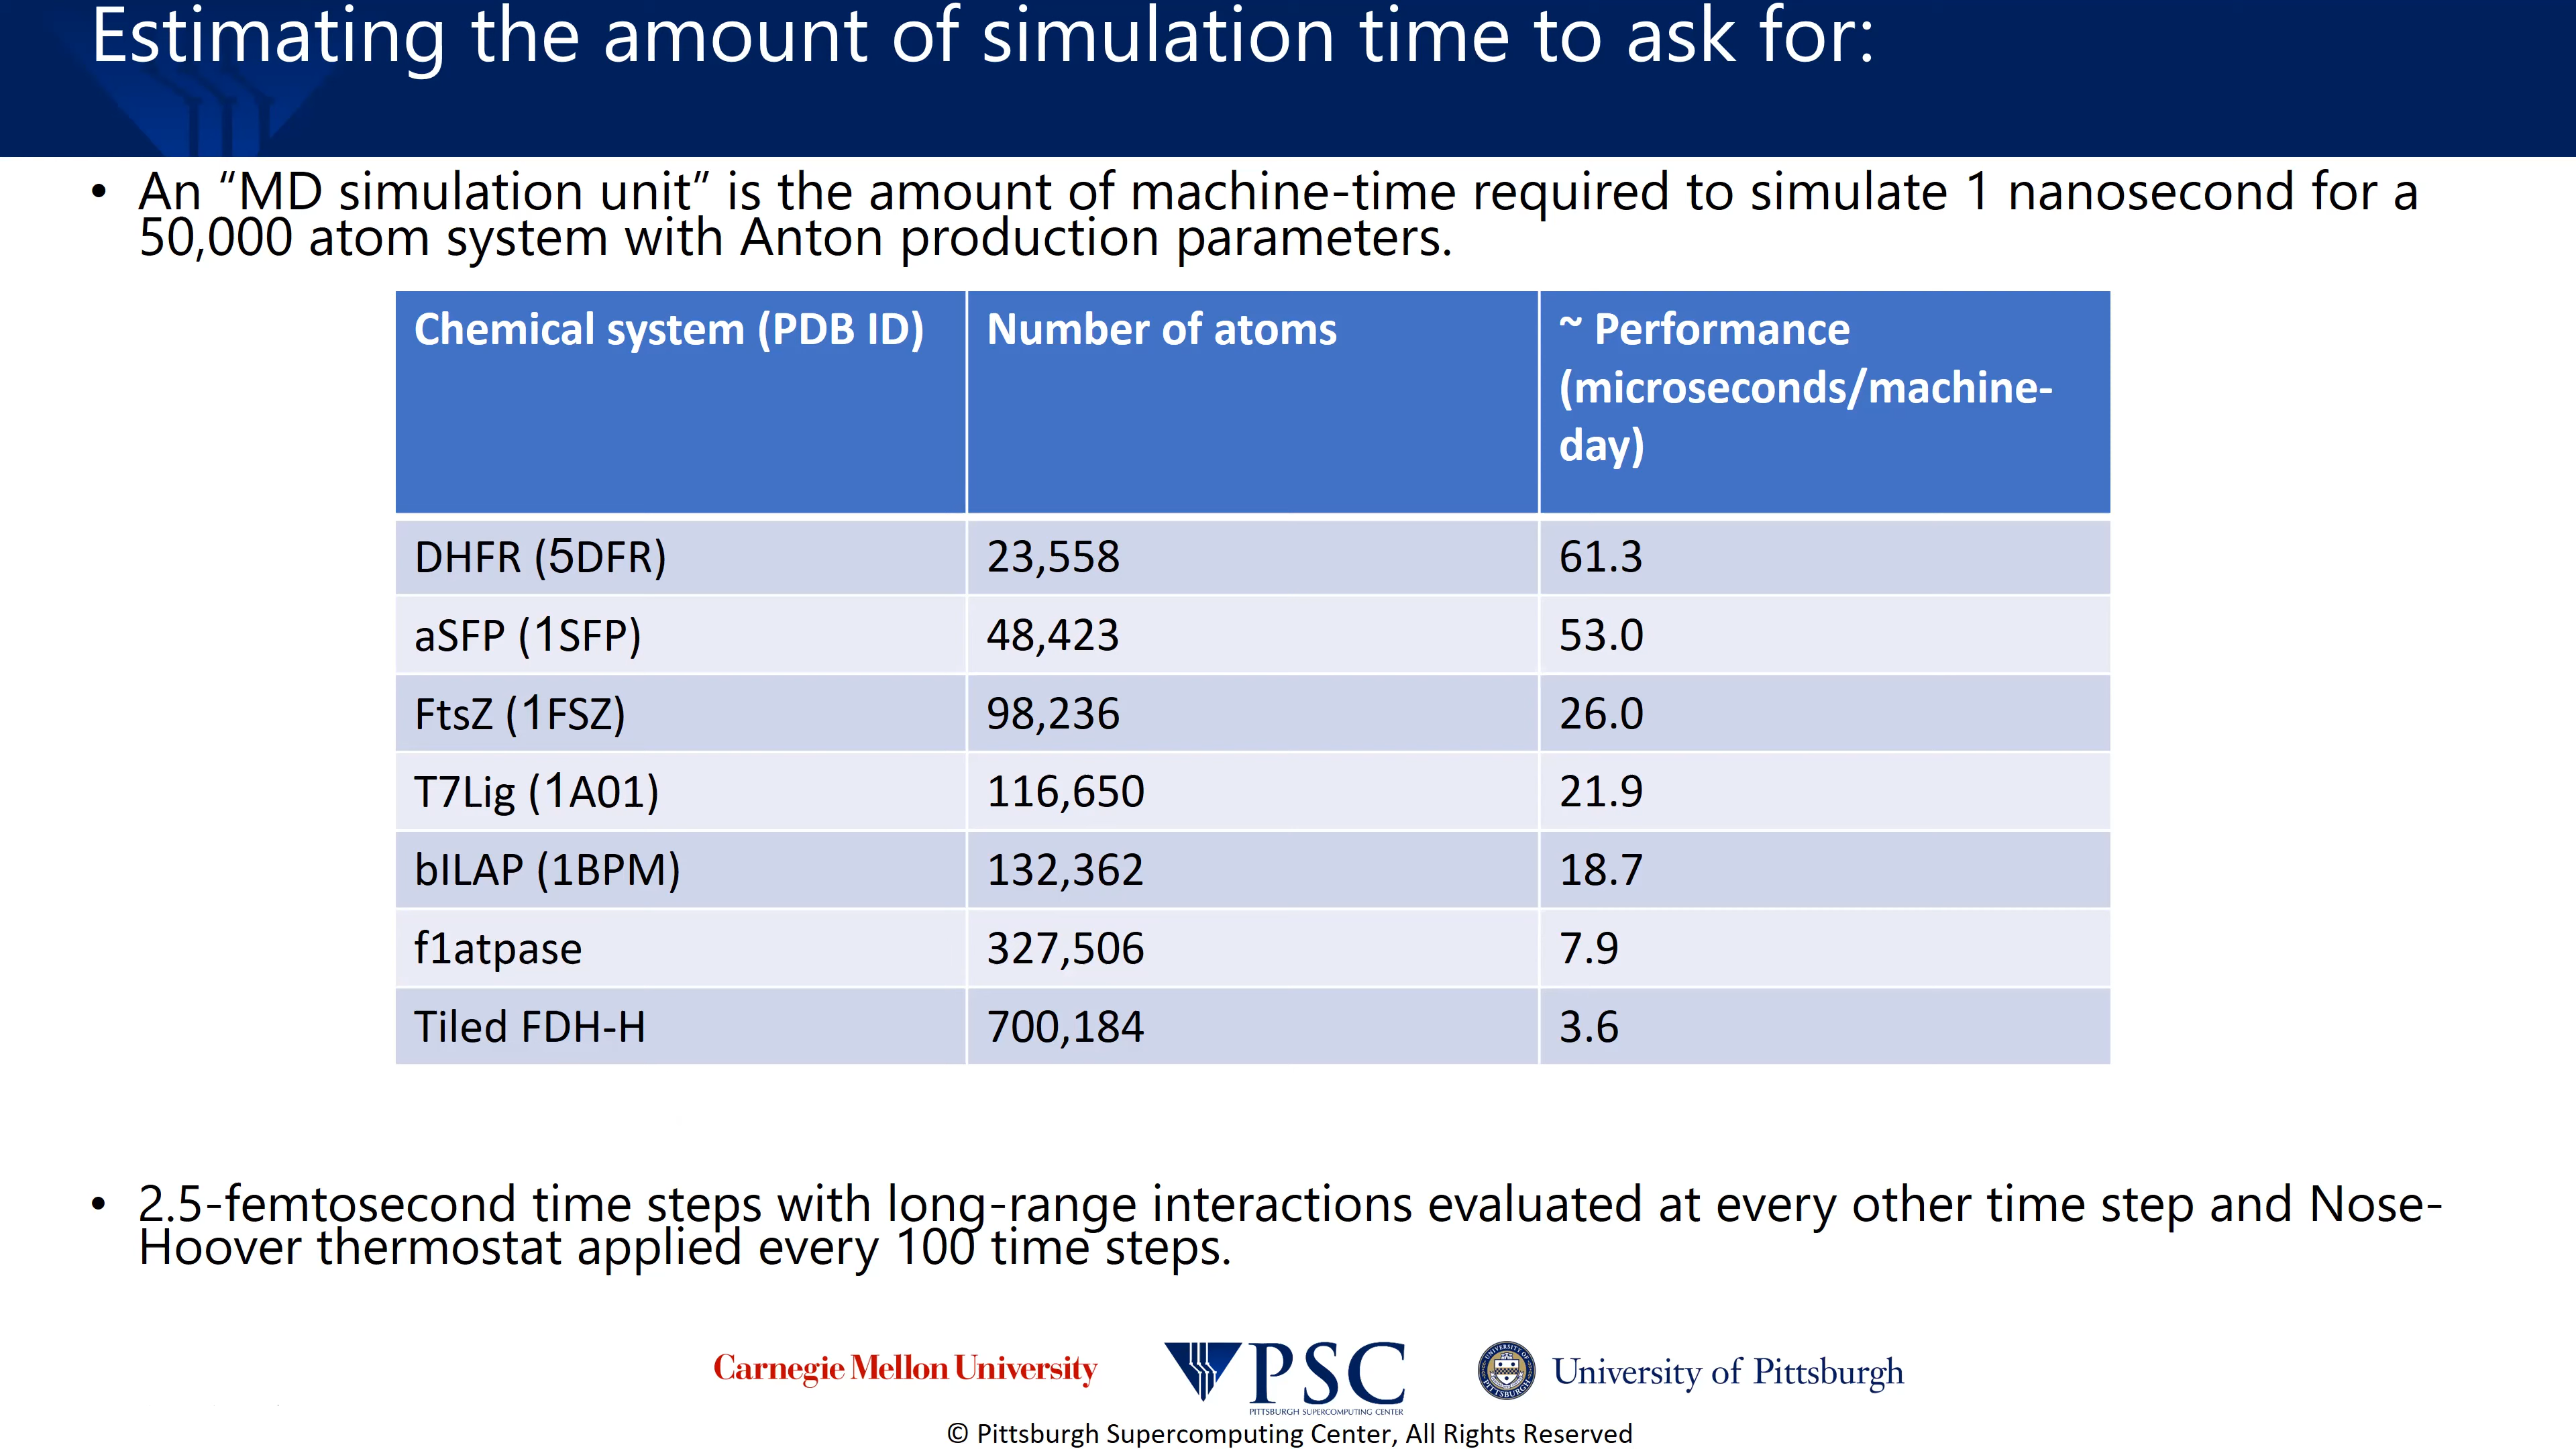 Estimating the amount of simulation time to ask for:
• An “MD simulation unit” is the amount of machine-time required to simulate 1 nanosecond for a
50,000 atom system with Anton production parameters.
Chemical system (PDB ID) Number of atoms ~ Performance
(microseconds/machine-
day)
DHFR (5DFR) 23,558 61.3
aSFP (1SFP) 48,423 53.0
FtsZ (1FSZ) 98,236 26.0
T7Lig (1A01) 116,650 21.9
bILAP (1BPM) 132,362 18.7
f1atpase 327,506 7.9
Tiled FDH-H 700,184 3.6
• 2.5-femtosecond time steps with long-range interactions evaluated at every other time step and Nose-
Hoover thermostat applied every 100 time steps.
Carnegie Mellon University PSC University of Pittsburgh
PITTSBURGH SUPERCOMPUTING CENTER
© Pittsburgh Supercomputing Center, All Rights Reserved